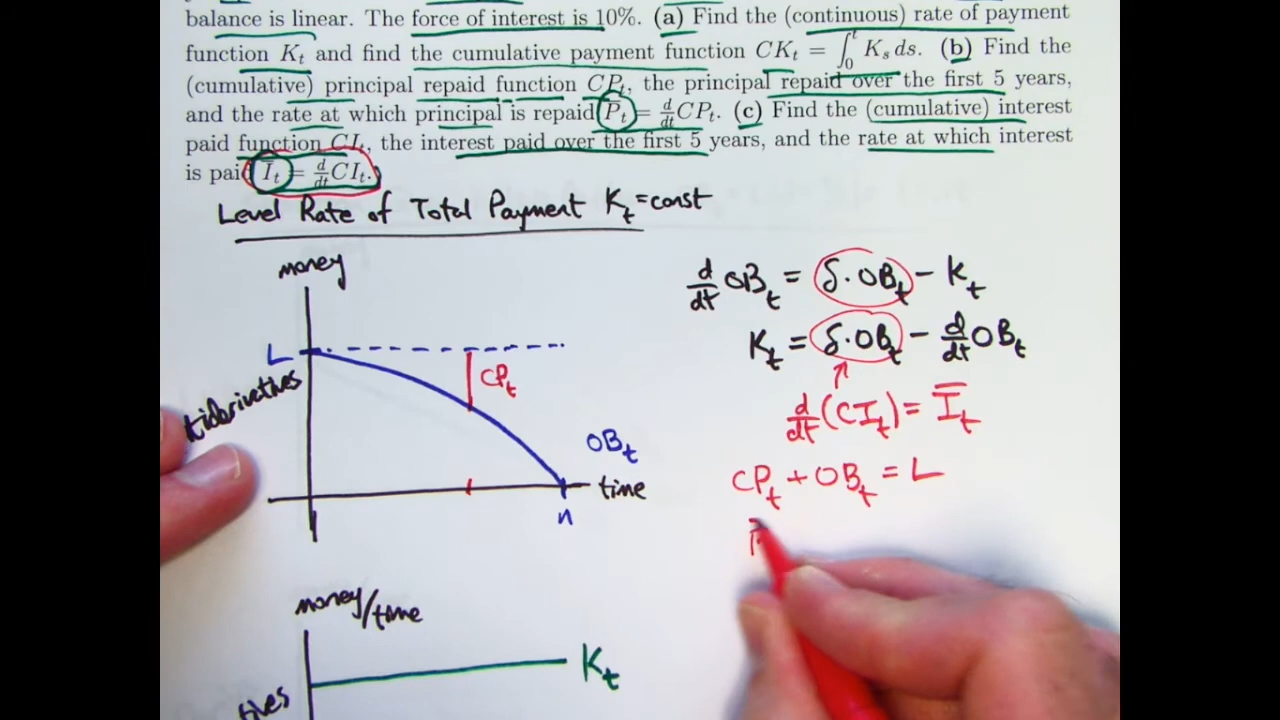 balance is linear. The force of interest is 10%. (a) Find the (continuous) rate of payment
function K_t and find the cumulative payment function CK_t = ∫_0^t K_s ds. (b) Find the
(cumulative) principal repaid function CP_t, the principal repaid over the first 5 years,
and the rate at which principal is repaid P̄_t = d/dt CP_t. (c) Find the (cumulative) interest
paid function CI_t, the interest paid over the first 5 years, and the rate at which interest
is paid Ī_t = d/dt CI_t.
Level Rate of Total Payment K_t = const
money
d/dt OB_t = δ·OB_t - K_t
K_t = δ·OB_t - d/dt OB_t
L
CP_t
tiderivatives
d/dt (CI_t) = Ī_t
OB_t
CP_t + OB_t = L
time
n
money/time
K_t
tives